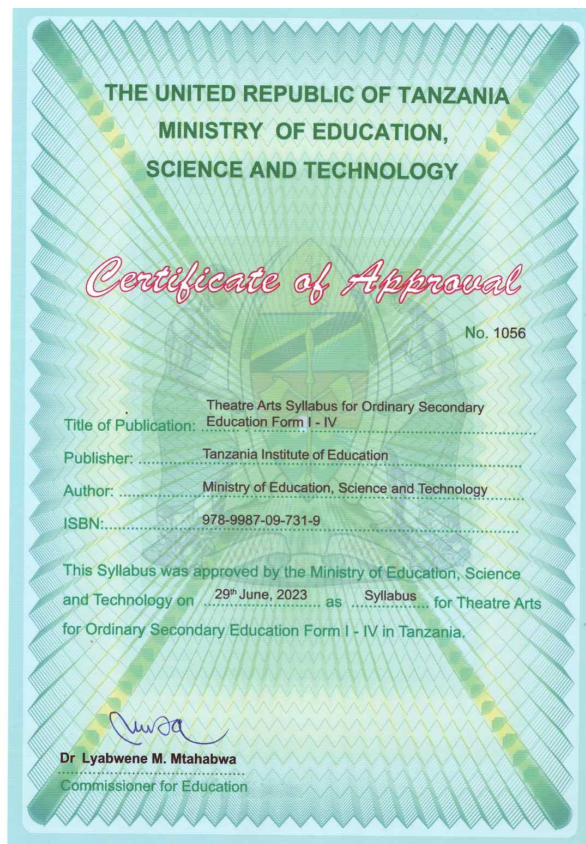 THE UNITED REPUBLIC OF TANZANIA
MINISTRY OF EDUCATION,
SCIENCE AND TECHNOLOGY
Certificate of Approval
No. 1056
Title of Publication: Theatre Arts Syllabus for Ordinary Secondary
Education Form I - IV
Publisher: Tanzania Institute of Education
Author: Ministry of Education, Science and Technology
ISBN: 978-9987-09-731-9
This Syllabus was approved by the Ministry of Education, Science
and Technology on 29th June, 2023 as Syllabus for Theatre Arts
for Ordinary Secondary Education Form I - IV in Tanzania.
Dr Lyabwene M. Mtahabwa
Commissioner for Education